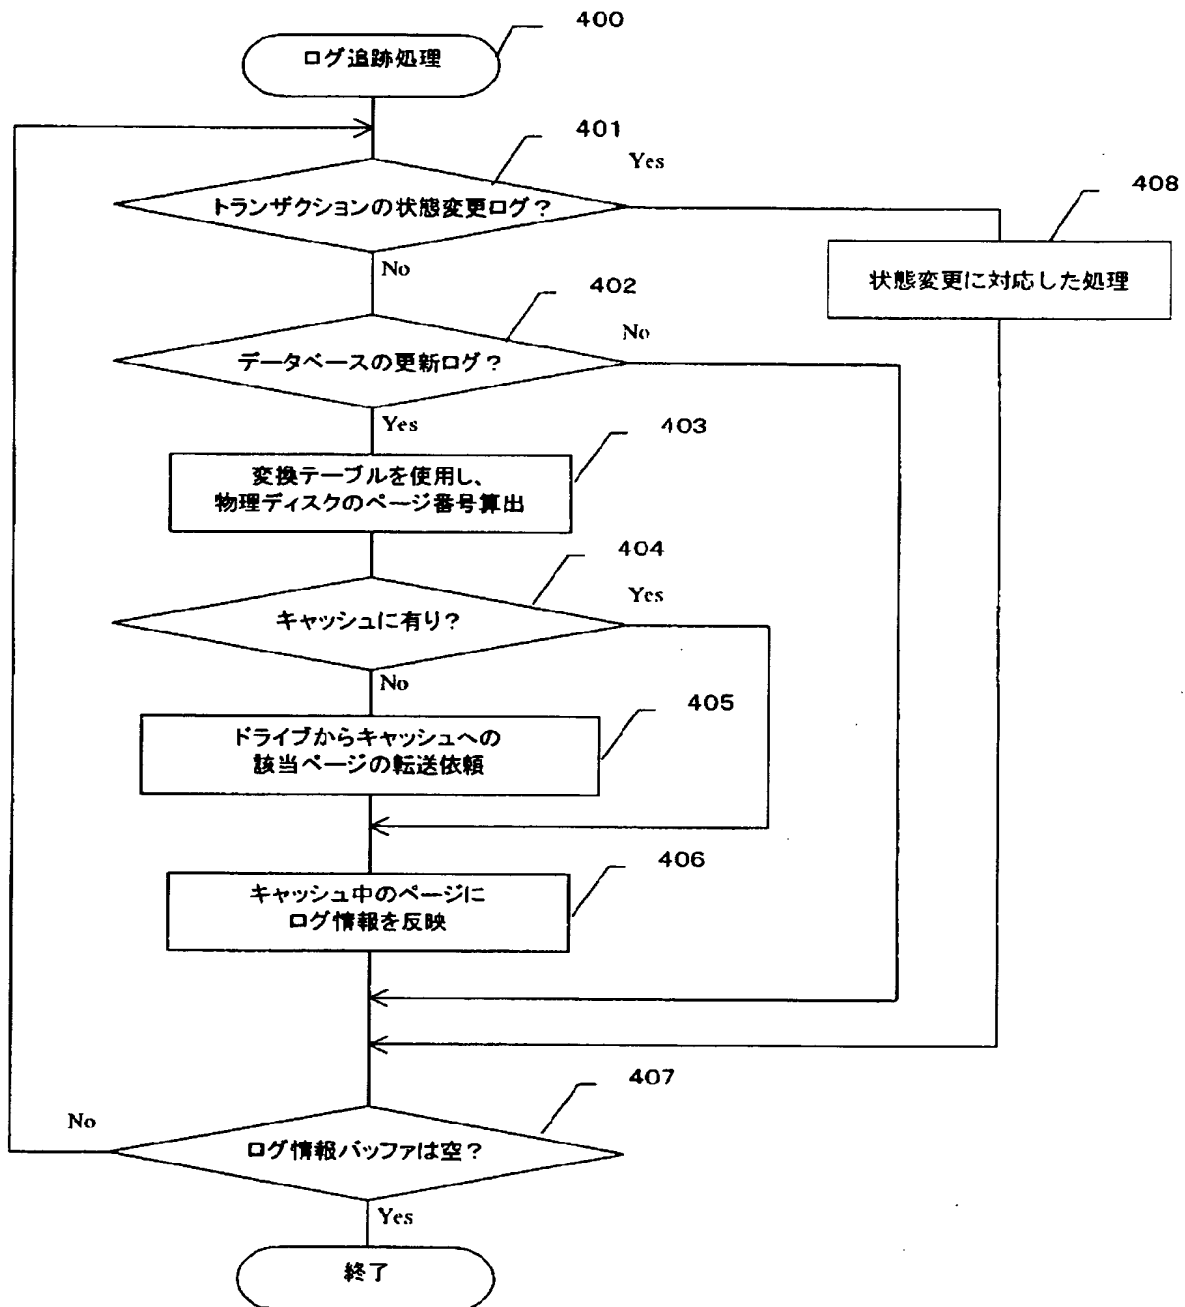 400
ログ追跡処理
401
Yes
トランザクションの状態変更ログ?
408
状態変更に対応した処理
No
402
No
データベースの更新ログ?
Yes
403
変換テーブルを使用し、
物理ディスクのページ番号算出
404
Yes
キャッシュに有り?
No
405
ドライブからキャッシュへの
該当ページの転送依頼
406
キャッシュ中のページに
ログ情報を反映
407
No
ログ情報バッファは空?
Yes
終了